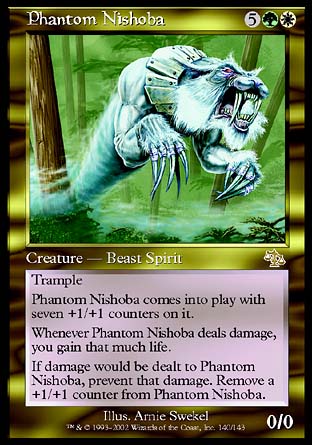 Phantom Nishoba 5
Creature — Beast Spirit
Trample
Phantom Nishoba comes into play with
seven +1/+1 counters on it.
Whenever Phantom Nishoba deals damage,
you gain that much life.
If damage would be dealt to Phantom
Nishoba, prevent that damage. Remove a
+1/+1 counter from Phantom Nishoba.
Illus. Arnie Swekel
™ & © 1993–2002 Wizards of the Coast, Inc. 140/143
0/0